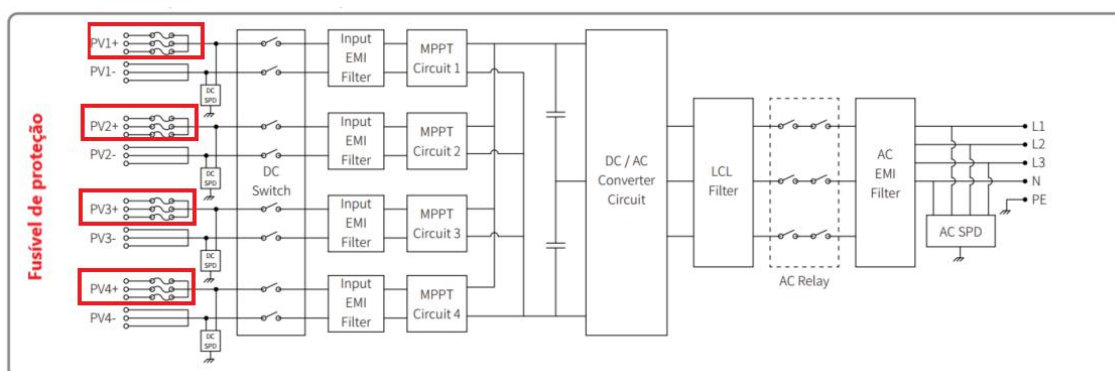 Fusível de proteção
PV1+
PV1-
DC
SPD
PV2+
PV2-
DC
SPD
PV3+
PV3-
DC
SPD
PV4+
PV4-
DC
SPD
DC
Switch
Input
EMI
Filter
MPPT
Circuit 1
Input
EMI
Filter
MPPT
Circuit 2
Input
EMI
Filter
MPPT
Circuit 3
Input
EMI
Filter
MPPT
Circuit 4
DC / AC
Converter
Circuit
LCL
Filter
AC Relay
AC
EMI
Filter
AC SPD
L1
L2
L3
N
PE